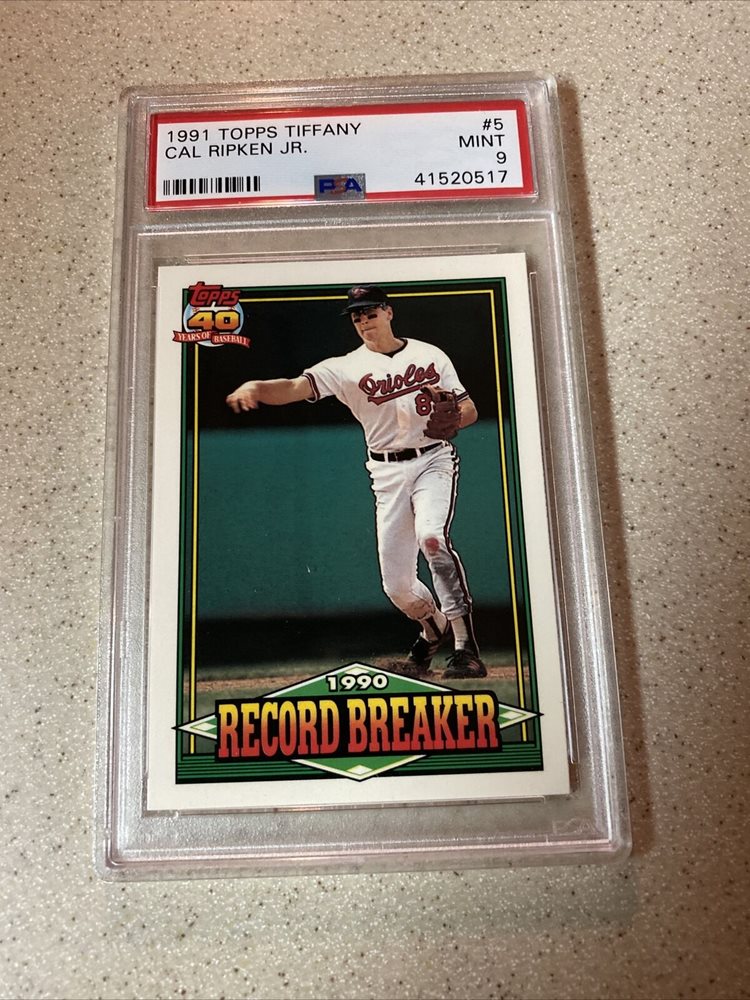 1991 TOPPS TIFFANY #5
CAL RIPKEN JR. MINT
9
PSA 41520517
Topps
40
YEARS OF BASEBALL
Orioles
8
1990
RECORD BREAKER